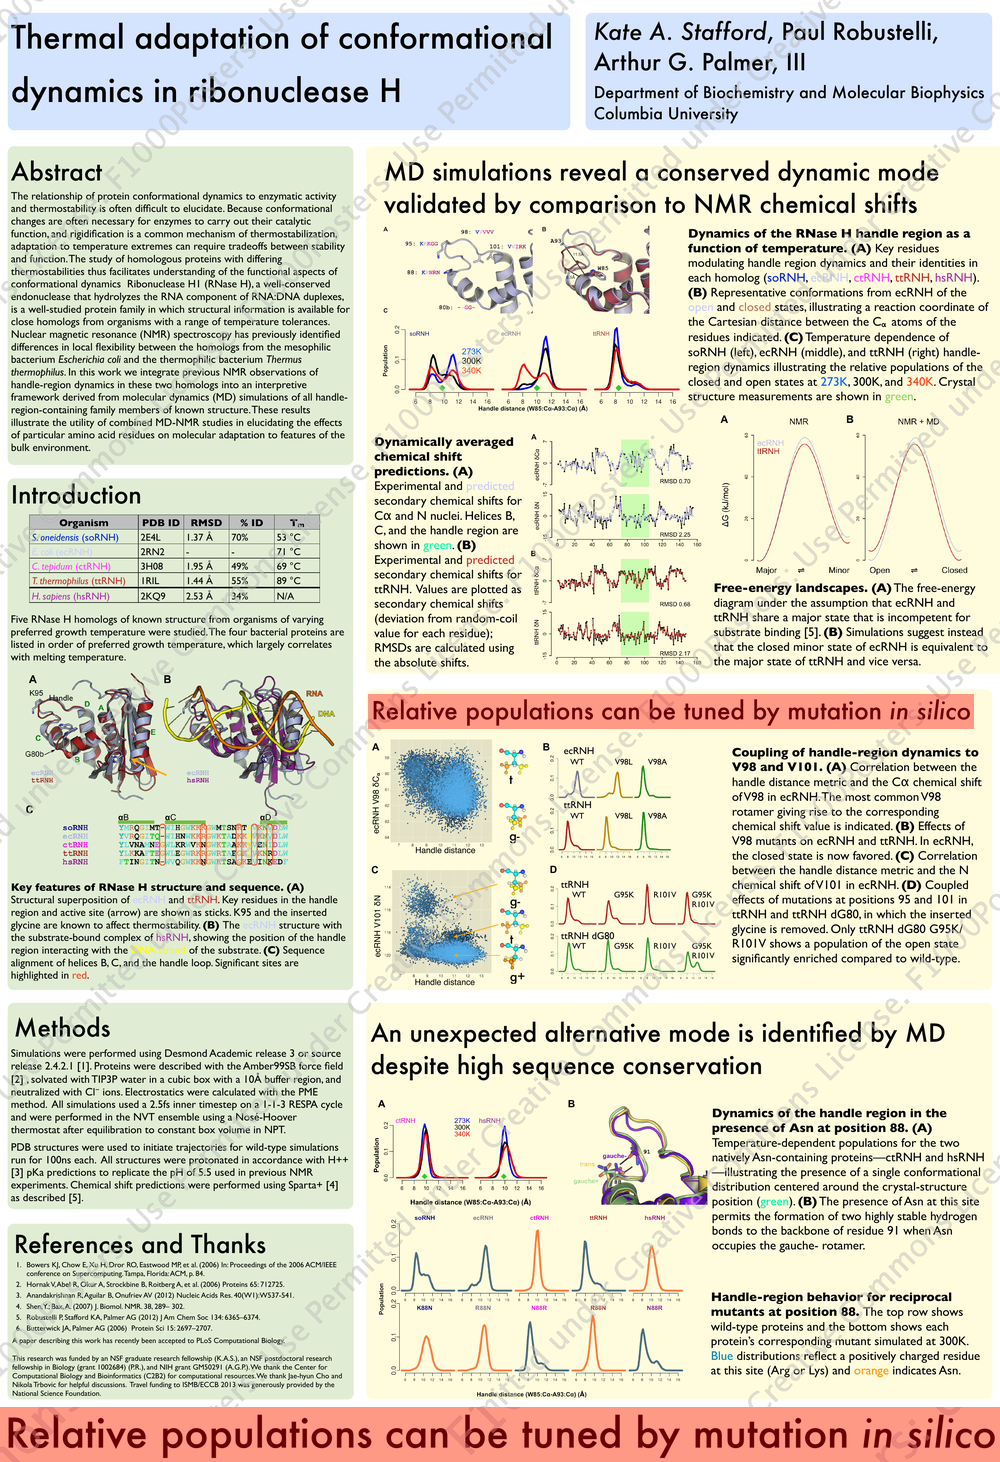 Thermal adaptation of conformational
dynamics in ribonuclease H
Kate A. Stafford, Paul Robustelli,
Arthur G. Palmer, III
Department of Biochemistry and Molecular Biophysics
Columbia University
Abstract
The relationship of protein conformational dynamics to enzymatic activity
and thermostability is often difficult to elucidate. Because conformational
changes are often necessary for enzymes to carry out their catalytic
function, and rigidification is a common mechanism of thermostabilization,
adaptation to temperature extremes can require tradeoffs between stability
and function. The study of homologous proteins with differing
thermostabilities thus facilitates understanding of the functional aspects of
conformational dynamics Ribonuclease H1 (RNase H), a well-conserved
endonuclease that hydrolyzes the RNA component of RNA:DNA duplexes,
is a well-studied protein family in which structural information is available for
close homologs from organisms with a range of temperature tolerances.
Nuclear magnetic resonance (NMR) spectroscopy has previously identified
differences in local flexibility between the homologs from the mesophilic
bacterium Escherichia coli and the thermophilic bacterium Thermus
thermophilus. In this work we integrate previous NMR observations of
handle-region dynamics in these two homologs into an interpretive
framework derived from molecular dynamics (MD) simulations of all handle-
region-containing family members of known structure. These results
illustrate the utility of combined MD-NMR studies in elucidating the effects
of particular amino acid residues on molecular adaptation to features of the
bulk environment.
Introduction
Organism PDB ID RMSD % ID Tm
S. oneidensis (soRNH) 2E4L 1.37 Å 70% 53 °C
E. coli (ecRNH) 2RN2 - - 71 °C
C. tepidum (ctRNH) 3H08 1.95 Å 49% 69 °C
T. thermophilus (ttRNH) 1RIL 1.44 Å 55% 89 °C
H. sapiens (hsRNH) 2KQ9 2.53 Å 34% N/A
Five RNase H homologs of known structure from organisms of varying
preferred growth temperature were studied. The four bacterial proteins are
listed in order of preferred growth temperature, which largely correlates
with melting temperature.
A
B
K95
Handle
G80b
RNA
DNA
ecRNH
ttRNH
ecRNH
hsRNH
C
αB αC αD
soRNH
ecRNH
ctRNH
ttRNH
hsRNH
Key features of RNase H structure and sequence. (A)
Structural superposition of ecRNH and ttRNH. Key residues in the handle
region and active site (arrow) are shown as sticks. K95 and the inserted
glycine are known to affect thermostability. (B) The ecRNH structure with
the substrate-bound complex of hsRNH, showing the position of the handle
region interacting with the DNA strand of the substrate. (C) Sequence
alignment of helices B, C, and the handle loop. Significant sites are
highlighted in red.
Methods
Simulations were performed using Desmond Academic release 3 or source
release 2.4.2.1 [1]. Proteins were described with the Amber99SB force field
[2] , solvated with TIP3P water in a cubic box with a 10Å buffer region, and
neutralized with Cl⁻ ions. Electrostatics were calculated with the PME
method. All simulations used a 2.5fs inner timestep on a 1-1-3 RESPA cycle
and were performed in the NVT ensemble using a Nosé-Hoover
thermostat after equilibration to constant box volume in NPT.
PDB structures were used to initiate trajectories for wild-type simulations
run for 100ns each. All structures were protonated in accordance with H++
[3] pKa predictions to replicate the pH of 5.5 used in previous NMR
experiments. Chemical shift predictions were performed using Sparta+ [4]
as described [5].
References and Thanks
1. Bowers KJ, Chow E, Xu H, Dror RO, Eastwood MP, et al. (2006) In: Proceedings of the 2006 ACM/IEEE
conference on Supercomputing. Tampa, Florida: ACM, p. 84.
2. Hornak V, Abel R, Okur A, Strockbine B, Roitberg A, et al. (2006) Proteins 65: 712725.
3. Anandakrishnan R, Aguilar B, Onufriev AV (2012) Nucleic Acids Res. 40(W1):W537-541.
4. Shen, Y.; Bax, A. (2007) J. Biomol. NMR. 38, 289– 302.
5. Robustelli P, Stafford KA, Palmer AG (2012) J Am Chem Soc 134: 6365–6374.
6. Butterwick JA, Palmer AG (2006) Protein Sci 15: 2697–2707.
A paper describing this work has recently been accepted to PLoS Computational Biology.
This research was funded by an NSF graduate research fellowship (K.A.S.), an NSF postdoctoral research
fellowship in Biology (grant 1002684) (P.R.), and NIH grant GM50291 (A.G.P.). We thank the Center for
Computational Biology and Bioinformatics (C2B2) for computational resources. We thank Jae-hyun Cho and
Nikola Trbovic for helpful discussions. Travel funding to ISMB/ECCB 2013 was generously provided by the
National Science Foundation.
MD simulations reveal a conserved dynamic mode
validated by comparison to NMR chemical shifts
A
98: VVVVV
95: KKKGG
101: VVIRK
88: KRNRN
80b: --GG-
B
A93
W85
C
soRNH ecRNH ttRNH
273K
300K
340K
Population
Handle distance (W85:Cα-A93:Cα) (Å)
Dynamics of the RNase H handle region as a
function of temperature. (A) Key residues
modulating handle region dynamics and their identities in
each homolog (soRNH, ecRNH, ctRNH, ttRNH, hsRNH).
(B) Representative conformations from ecRNH of the
open and closed states, illustrating a reaction coordinate of
the Cartesian distance between the Cα atoms of the
residues indicated. (C) Temperature dependence of
soRNH (left), ecRNH (middle), and ttRNH (right) handle-
region dynamics illustrating the relative populations of the
closed and open states at 273K, 300K, and 340K. Crystal
structure measurements are shown in green.
Dynamically averaged
chemical shift
predictions. (A)
Experimental and predicted
secondary chemical shifts for
Cα and N nuclei. Helices B,
C, and the handle region are
shown in green. (B)
Experimental and predicted
secondary chemical shifts for
ttRNH. Values are plotted as
secondary chemical shifts
(deviation from random-coil
value for each residue);
RMSDs are calculated using
the absolute shifts.
A
ecRNH δCα
RMSD 0.70
ecRNH δN
RMSD 2.25
B
ttRNH δCα
RMSD 0.68
ttRNH δN
RMSD 2.17
0 20 40 60 80 100 120 140 160
A NMR
B NMR + MD
ecRNH
ttRNH
ΔG (kJ/mol)
Major ⇌ Minor
Open ⇌ Closed
Free-energy landscapes. (A) The free-energy
diagram under the assumption that ecRNH and
ttRNH share a major state that is incompetent for
substrate binding [5]. (B) Simulations suggest instead
that the closed minor state of ecRNH is equivalent to
the major state of ttRNH and vice versa.
Relative populations can be tuned by mutation in silico
A
ecRNH V98 δCα
Handle distance
t
g-
B
ecRNH
WT V98L V98A
ttRNH
WT V98L V98A
C
ecRNH V101 δN
Handle distance
g-
t
g+
D
ttRNH
WT G95K R101V G95K
R101V
ttRNH dG80
WT G95K R101V G95K
R101V
Coupling of handle-region dynamics to
V98 and V101. (A) Correlation between the
handle distance metric and the Cα chemical shift
of V98 in ecRNH. The most common V98
rotamer giving rise to the corresponding
chemical shift value is indicated. (B) Effects of
V98 mutants on ecRNH and ttRNH. In ecRNH,
the closed state is now favored. (C) Correlation
between the handle distance metric and the N
chemical shift of V101 in ecRNH. (D) Coupled
effects of mutations at positions 95 and 101 in
ttRNH and ttRNH dG80, in which the inserted
glycine is removed. Only ttRNH dG80 G95K/
R101V shows a population of the open state
significantly enriched compared to wild-type.
An unexpected alternative mode is identified by MD
despite high sequence conservation
A
ctRNH hsRNH
273K
300K
340K
Population
Handle distance (W85:Cα-A93:Cα) (Å)
B
gauche-
trans
gauche+
91
soRNH ecRNH ctRNH ttRNH hsRNH
K88N R88N N88R R88N N88R
Population
Handle distance (W85:Cα-A93:Cα) (Å)
Dynamics of the handle region in the
presence of Asn at position 88. (A)
Temperature-dependent populations for the two
natively Asn-containing proteins—ctRNH and hsRNH
—illustrating the presence of a single conformational
distribution centered around the crystal-structure
position (green). (B) The presence of Asn at this site
permits the formation of two highly stable hydrogen
bonds to the backbone of residue 91 when Asn
occupies the gauche- rotamer.
Handle-region behavior for reciprocal
mutants at position 88. The top row shows
wild-type proteins and the bottom shows each
protein's corresponding mutant simulated at 300K.
Blue distributions reflect a positively charged residue
at this site (Arg or Lys) and orange indicates Asn.
Relative populations can be tuned by mutation in silico